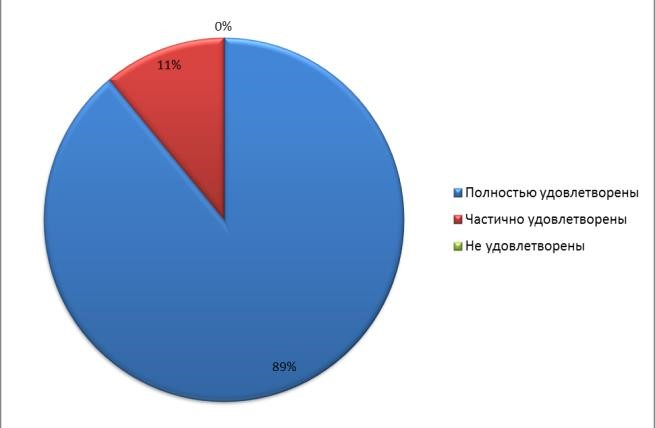 0%
11%
Полностью удовлетворены
Частично удовлетворены
Не удовлетворены
89%